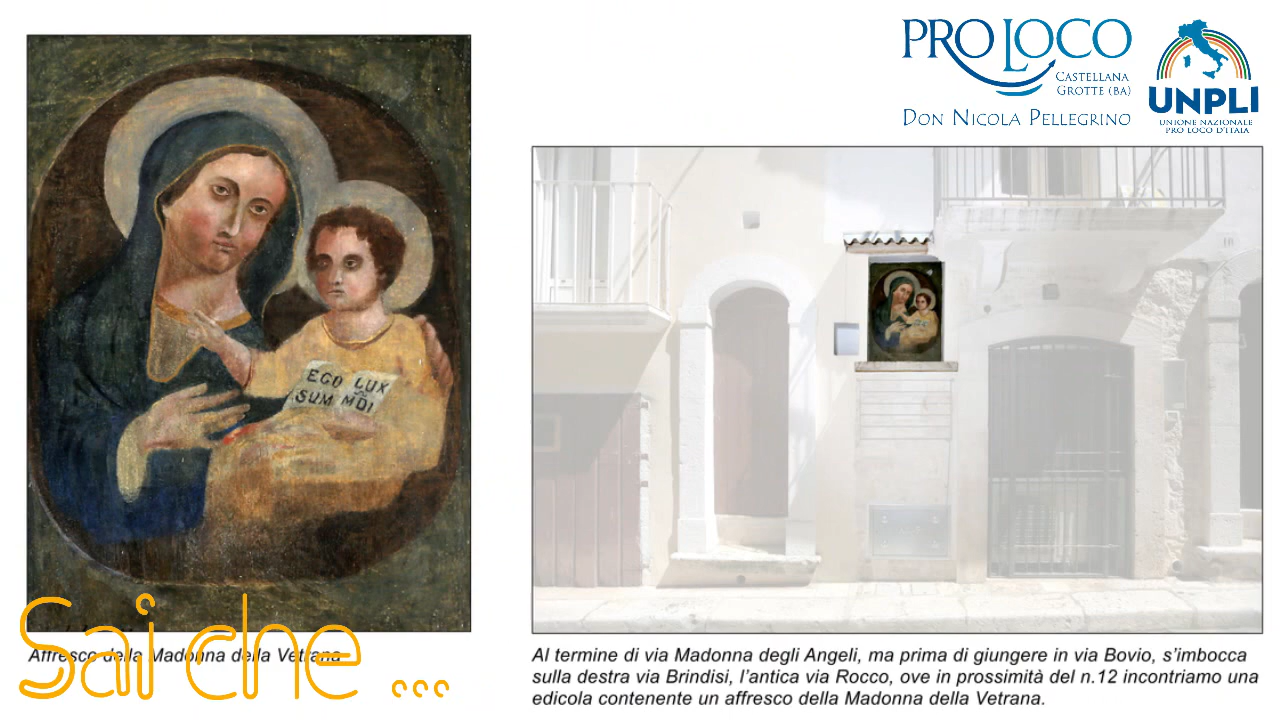 PRO LOCO
CASTELLANA
GROTTE (BA)
DON NICOLA PELLEGRINO
UNPLI
UNIONE NAZIONALE
PRO LOCO D'ITALIA
EGO LUX
SUM MDI
Affresco della Madonna della Vetrana
Sai che ...
Al termine di via Madonna degli Angeli, ma prima di giungere in via Bovio, s'imbocca
sulla destra via Brindisi, l'antica via Rocco, ove in prossimità del n.12 incontriamo una
edicola contenente un affresco della Madonna della Vetrana.